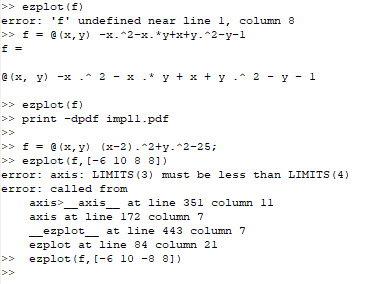 >> ezplot(f)
error: 'f' undefined near line 1, column 8
>> f = @(x,y) -x.^2-x.*y+x+y.^2-y-1
f =
@(x, y) -x .^ 2 - x .* y + x + y .^ 2 - y - 1
>> ezplot(f)
>> print -dpdf impl1.pdf
>>
>> f = @(x,y) (x-2).^2+y.^2-25;
>> ezplot(f,[-6 10 8 8])
error: axis: LIMITS(3) must be less than LIMITS(4)
error: called from
axis>__axis__ at line 351 column 11
axis at line 172 column 7
__ezplot__ at line 443 column 7
ezplot at line 84 column 21
>> ezplot(f,[-6 10 -8 8])
>>